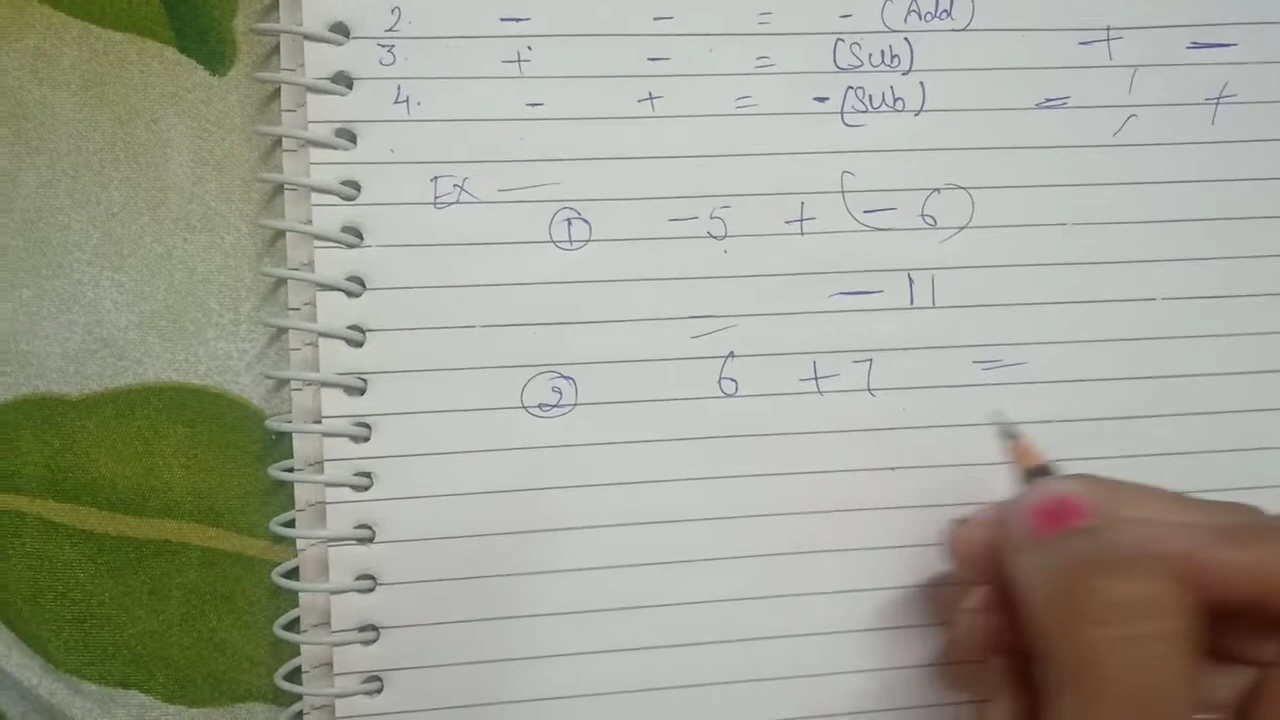 2. - - = - (Add)
3. + - = (Sub) + -
4. - + = -(Sub) = +
Ex —
① -5 + (-6)
-11
② 6 + 7 =